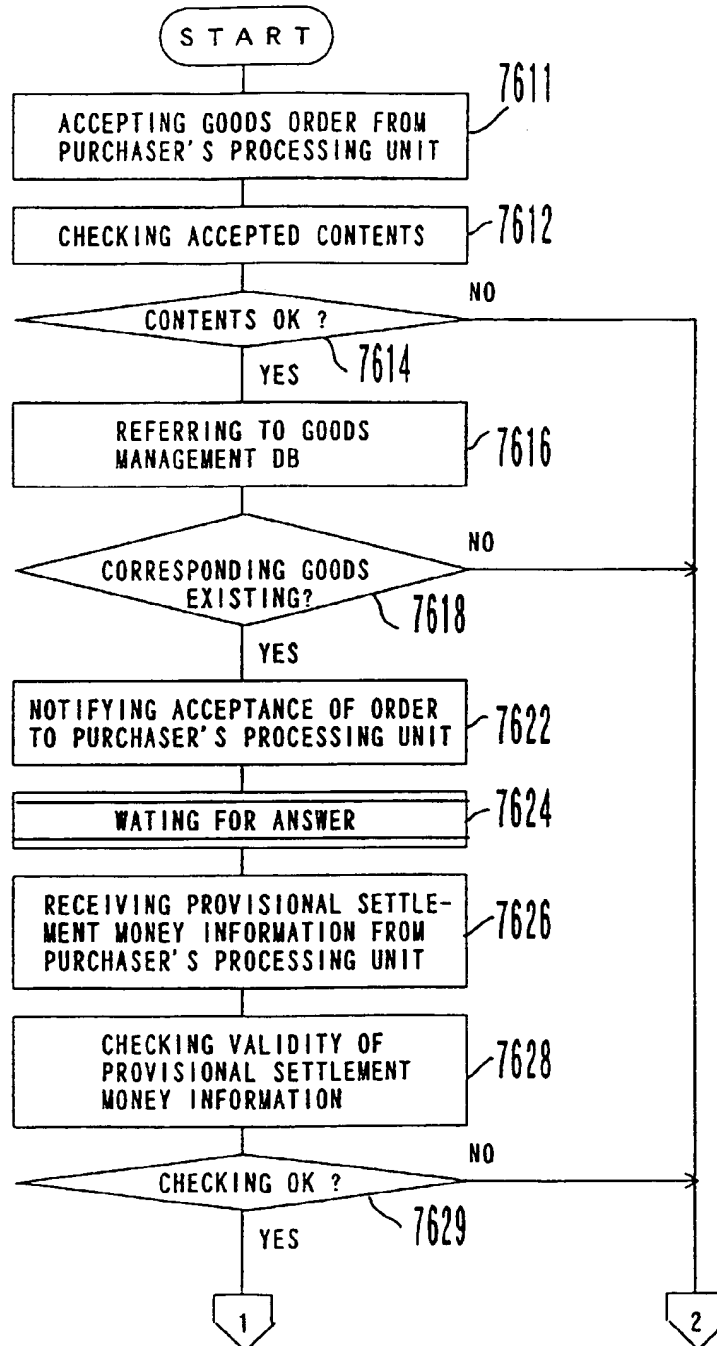 START
7611
ACCEPTING GOODS ORDER FROM
PURCHASER'S PROCESSING UNIT
7612
CHECKING ACCEPTED CONTENTS
NO
CONTENTS OK ?
7614
YES
REFERRING TO GOODS
MANAGEMENT DB
7616
NO
CORRESPONDING GOODS
EXISTING?
7618
YES
NOTIFYING ACCEPTANCE OF ORDER
TO PURCHASER'S PROCESSING UNIT
7622
WATING FOR ANSWER
7624
RECEIVING PROVISIONAL SETTLE-
MENT MONEY INFORMATION FROM
PURCHASER'S PROCESSING UNIT
7626
CHECKING VALIDITY OF
PROVISIONAL SETTLEMENT
MONEY INFORMATION
7628
NO
CHECKING OK ?
7629
YES
1
2